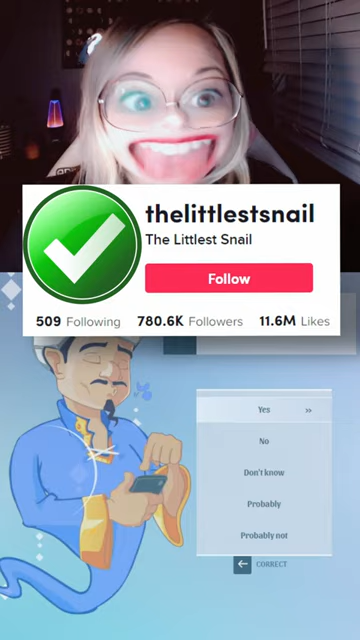 thelittlestsnail
The Littlest Snail
Follow
509 Following 780.6K Followers 11.6M Likes
Yes »
No
Don't know
Probably
Probably not
CORRECT